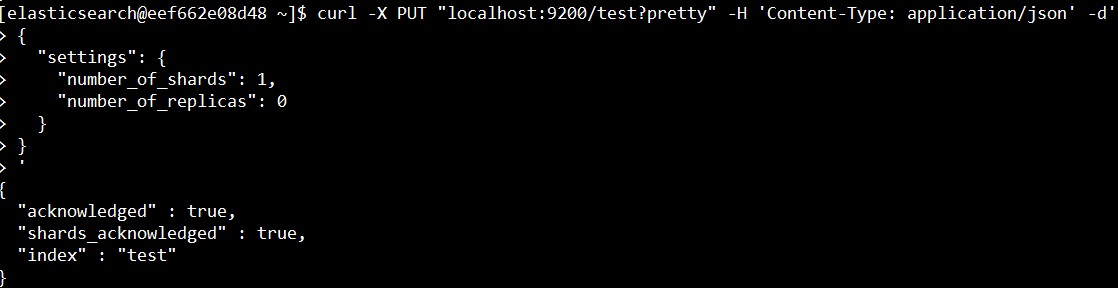 [elasticsearch@eef662e08d48 ~]$ curl -X PUT "localhost:9200/test?pretty" -H 'Content-Type: application/json' -d'
> {
>   "settings": {
>     "number_of_shards": 1,
>     "number_of_replicas": 0
>   }
> }
> '
{
  "acknowledged" : true,
  "shards_acknowledged" : true,
  "index" : "test"
}